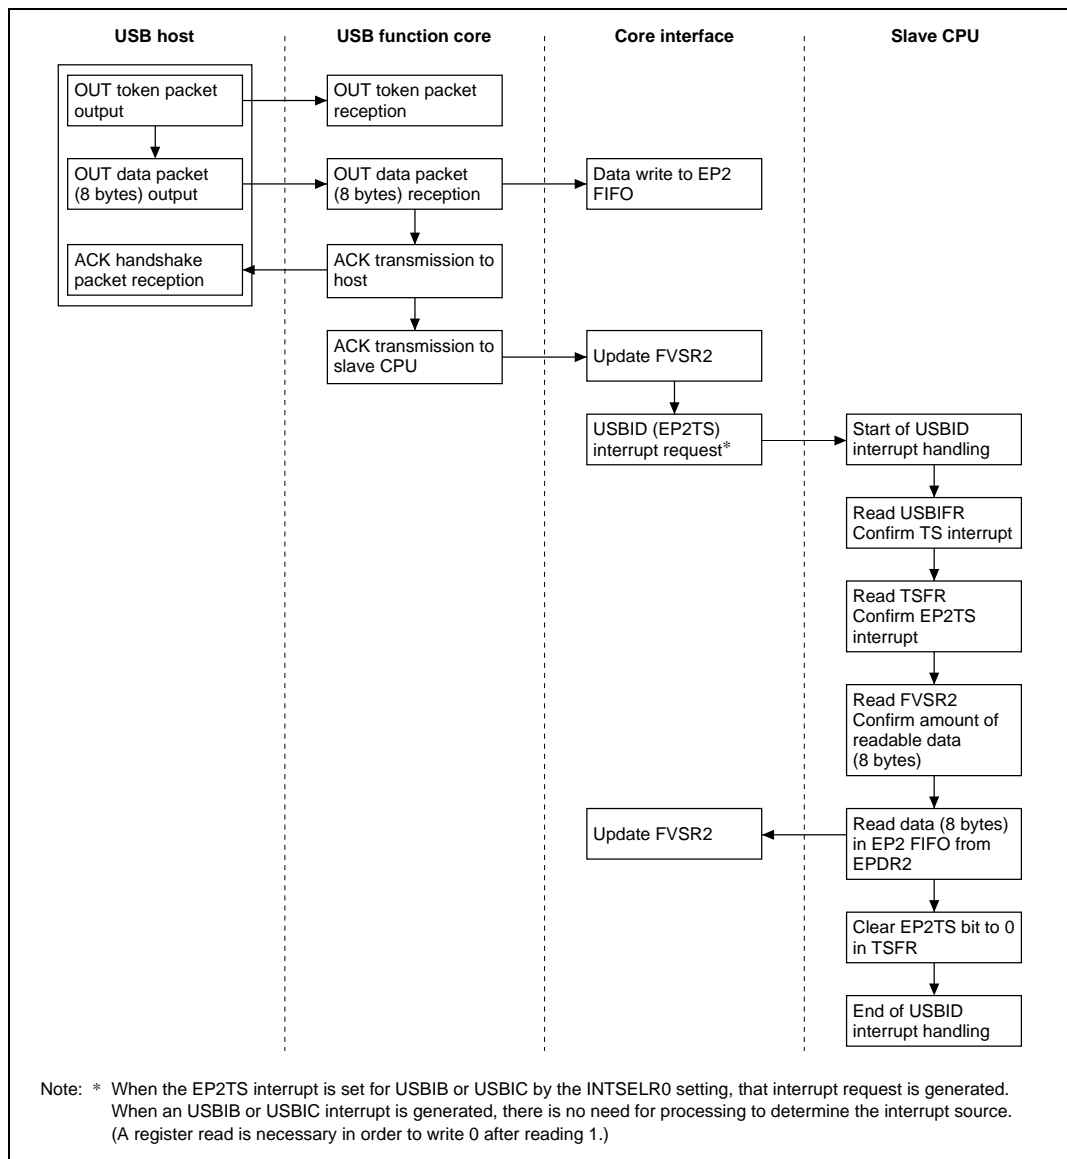 USB host
USB function core
Core interface
Slave CPU
OUT token packet
output
OUT token packet
reception
OUT data packet
(8 bytes) output
OUT data packet
(8 bytes) reception
Data write to EP2
FIFO
ACK handshake
packet reception
ACK transmission to
host
ACK transmission to
slave CPU
Update FVSR2
USBID (EP2TS)
interrupt request*
Start of USBID
interrupt handling
Read USBIFR
Confirm TS interrupt
Read TSFR
Confirm EP2TS
interrupt
Read FVSR2
Confirm amount of
readable data
(8 bytes)
Update FVSR2
Read data (8 bytes)
in EP2 FIFO from
EPDR2
Clear EP2TS bit to 0
in TSFR
End of USBID
interrupt handling
Note: * When the EP2TS interrupt is set for USBIB or USBIC by the INTSELR0 setting, that interrupt request is generated.
When an USBIB or USBIC interrupt is generated, there is no need for processing to determine the interrupt source.
(A register read is necessary in order to write 0 after reading 1.)